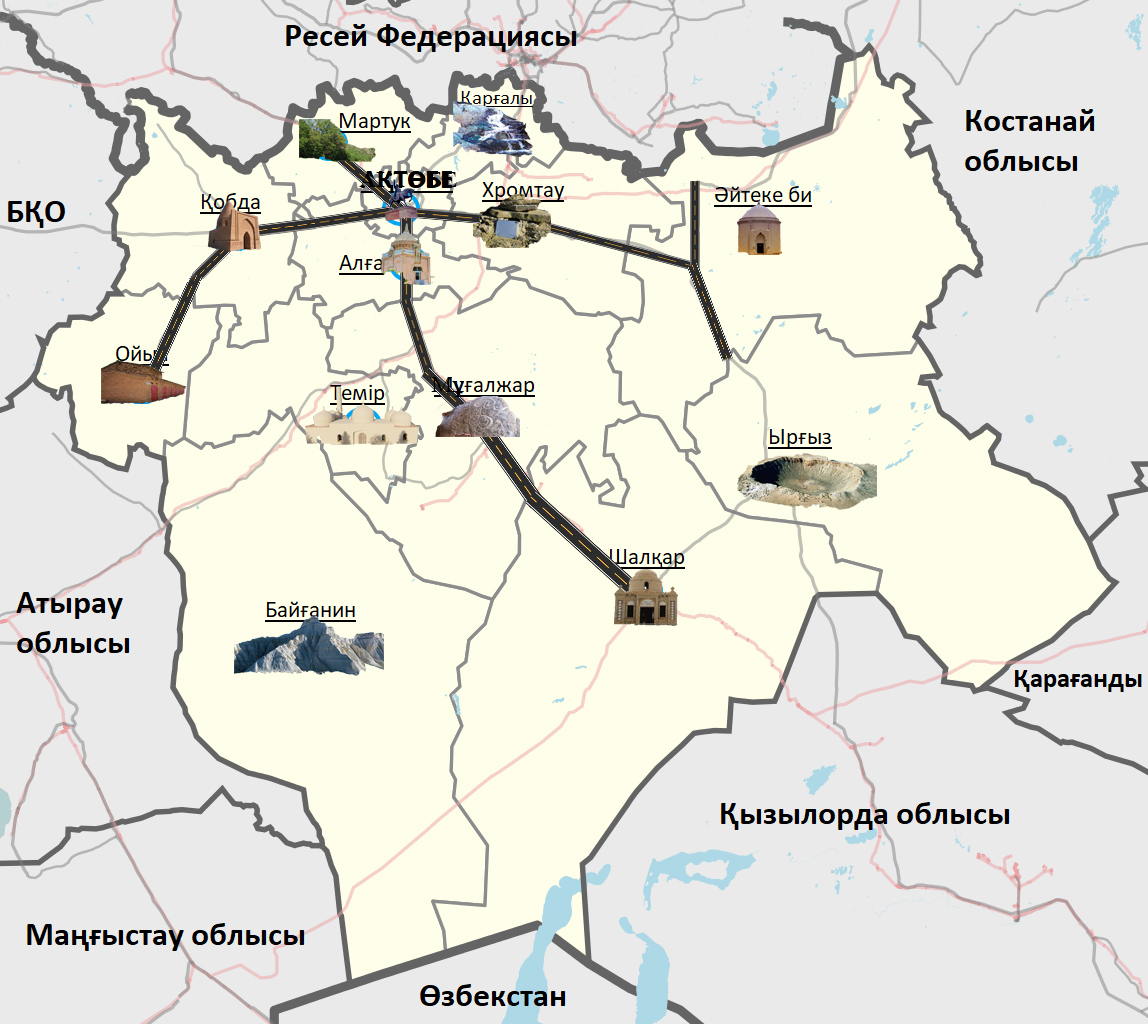 Ресей Федерациясы
Қарғалы
Мартук
Костанай
облысы
АҚТӨБЕ
Хромтау
Әйтеке би
Қобда
БҚО
Алға
Ойыл
Темір
Мұғалжар
Ырғыз
Шалқар
Атырау
облысы
Байғанин
Қарағанды
Қызылорда облысы
Маңғыстау облысы
Өзбекстан